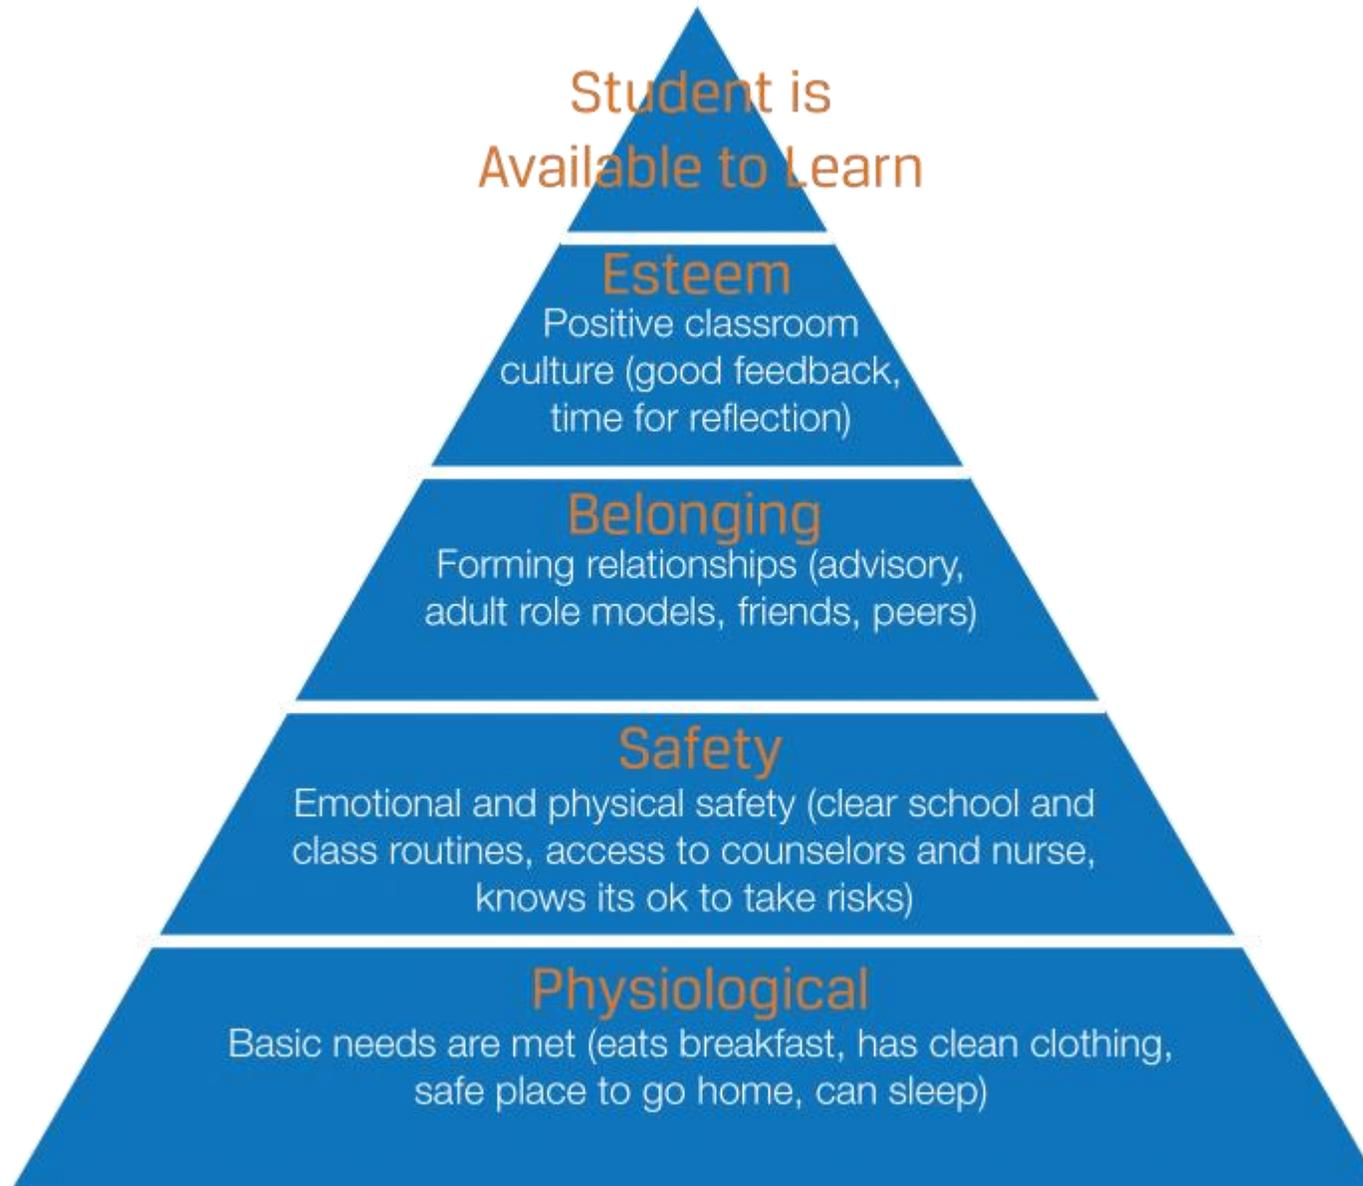 Student is
Available to Learn
Esteem
Positive classroom
culture (good feedback,
time for reflection)
Belonging
Forming relationships (advisory,
adult role models, friends, peers)
Safety
Emotional and physical safety (clear school and
class routines, access to counselors and nurse,
knows its ok to take risks)
Physiological
Basic needs are met (eats breakfast, has clean clothing,
safe place to go home, can sleep)